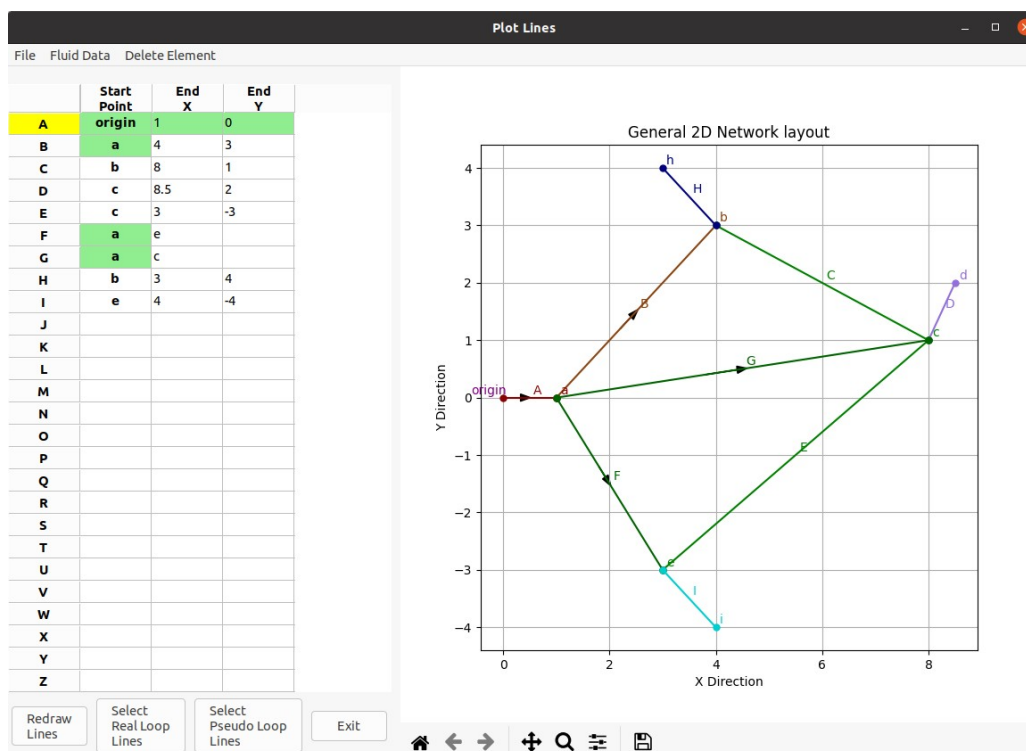 Plot Lines
File Fluid Data Delete Element
Start Point End X End Y
A origin 1 0
B a 4 3
C b 8 1
D c 8.5 2
E c 3 -3
F a e
G a c
H b 3 4
I e 4 -4
J
K
L
M
N
O
P
Q
R
S
T
U
V
W
X
Y
Z
Redraw Lines
Select Real Loop Lines
Select Pseudo Loop Lines
Exit
General 2D Network layout
Y Direction
4
3
2
1
0
−1
−2
−3
−4
h
H
b
C
d
D
B
c
G
origin
A
a
F
E
e
I
i
0 2 4 6 8
X Direction